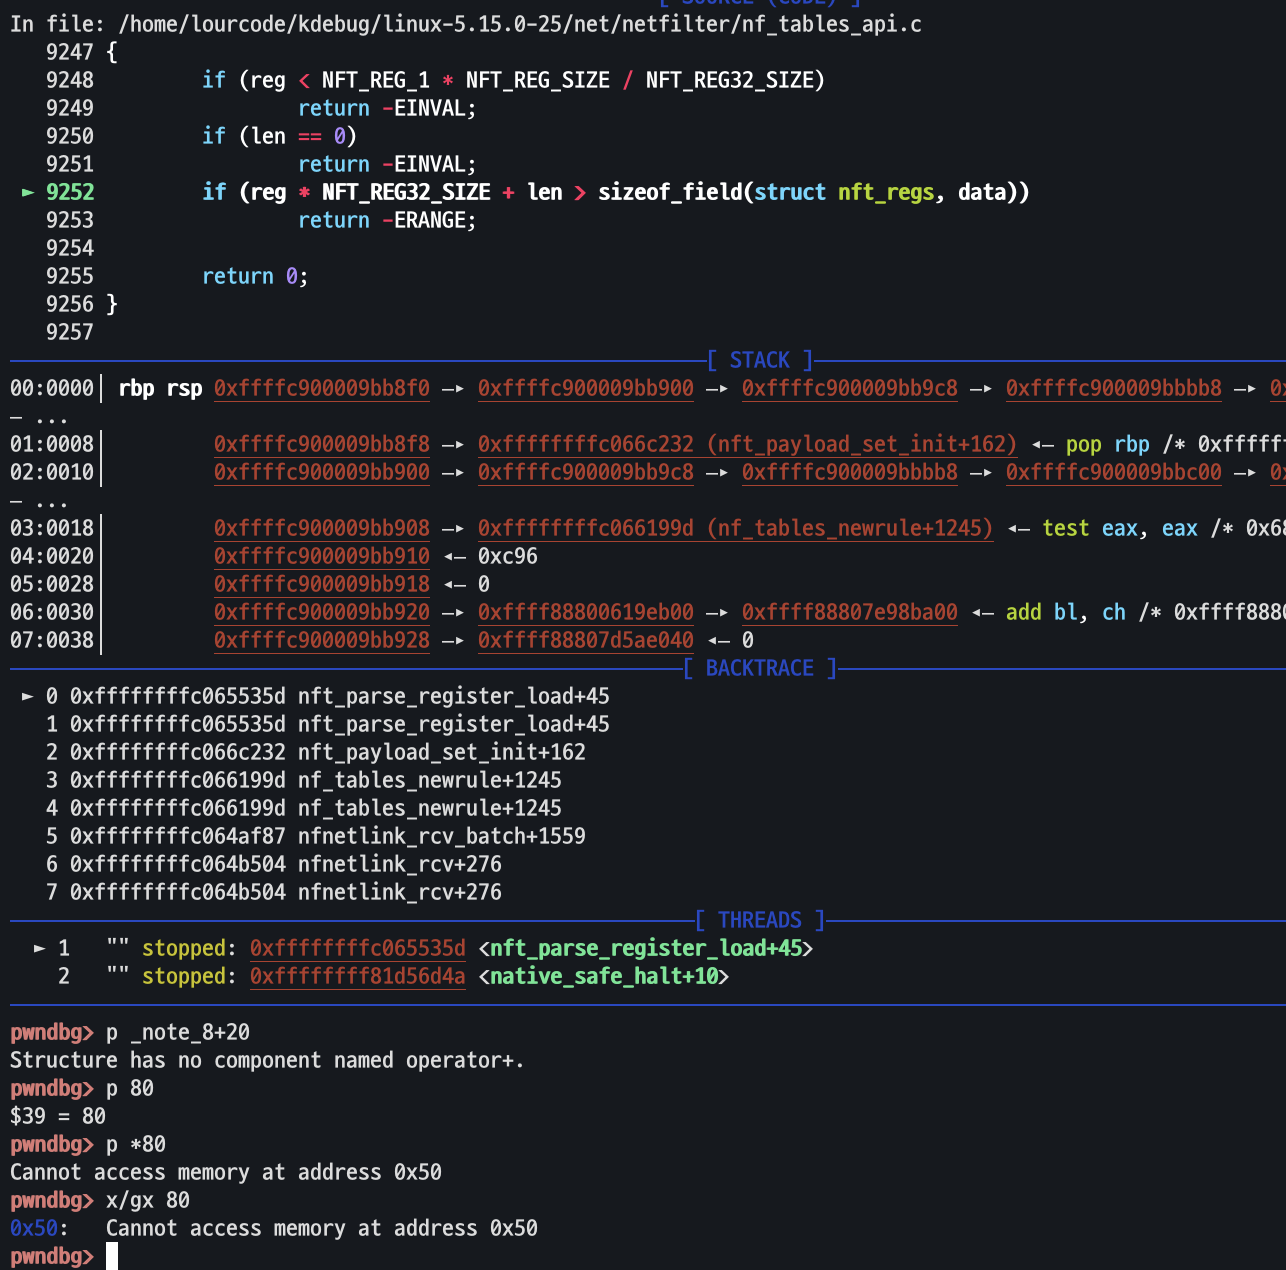 [ SOURCE (CODE) ]
In file: /home/lourcode/kdebug/linux-5.15.0-25/net/netfilter/nf_tables_api.c
9247 {
9248         if (reg < NFT_REG_1 * NFT_REG_SIZE / NFT_REG32_SIZE)
9249                 return -EINVAL;
9250         if (len == 0)
9251                 return -EINVAL;
► 9252         if (reg * NFT_REG32_SIZE + len > sizeof_field(struct nft_regs, data))
9253                 return -ERANGE;
9254
9255         return 0;
9256 }
9257
[ STACK ]
00:0000│ rbp rsp 0xffffc900009bb8f0 —▸ 0xffffc900009bb900 —▸ 0xffffc900009bb9c8 —▸ 0xffffc900009bbbb8 —▸ 0x
— ...
01:0008│         0xffffc900009bb8f8 —▸ 0xffffffffc066c232 (nft_payload_set_init+162) ◂— pop rbp /* 0xffffff
02:0010│         0xffffc900009bb900 —▸ 0xffffc900009bb9c8 —▸ 0xffffc900009bbbb8 —▸ 0xffffc900009bbc00 —▸ 0x
— ...
03:0018│         0xffffc900009bb908 —▸ 0xffffffffc066199d (nf_tables_newrule+1245) ◂— test eax, eax /* 0x68
04:0020│         0xffffc900009bb910 ◂— 0xc96
05:0028│         0xffffc900009bb918 ◂— 0
06:0030│         0xffffc900009bb920 —▸ 0xffff88800619eb00 —▸ 0xffff88807e98ba00 ◂— add bl, ch /* 0xffff8880
07:0038│         0xffffc900009bb928 —▸ 0xffff88807d5ae040 ◂— 0
[ BACKTRACE ]
► 0 0xffffffffc065535d nft_parse_register_load+45
1 0xffffffffc065535d nft_parse_register_load+45
2 0xffffffffc066c232 nft_payload_set_init+162
3 0xffffffffc066199d nf_tables_newrule+1245
4 0xffffffffc066199d nf_tables_newrule+1245
5 0xffffffffc064af87 nfnetlink_rcv_batch+1559
6 0xffffffffc064b504 nfnetlink_rcv+276
7 0xffffffffc064b504 nfnetlink_rcv+276
[ THREADS ]
► 1   "" stopped: 0xffffffffc065535d <nft_parse_register_load+45>
2   "" stopped: 0xffffffff81d56d4a <native_safe_halt+10>
pwndbg> p _note_8+20
Structure has no component named operator+.
pwndbg> p 80
$39 = 80
pwndbg> p *80
Cannot access memory at address 0x50
pwndbg> x/gx 80
0x50:   Cannot access memory at address 0x50
pwndbg>